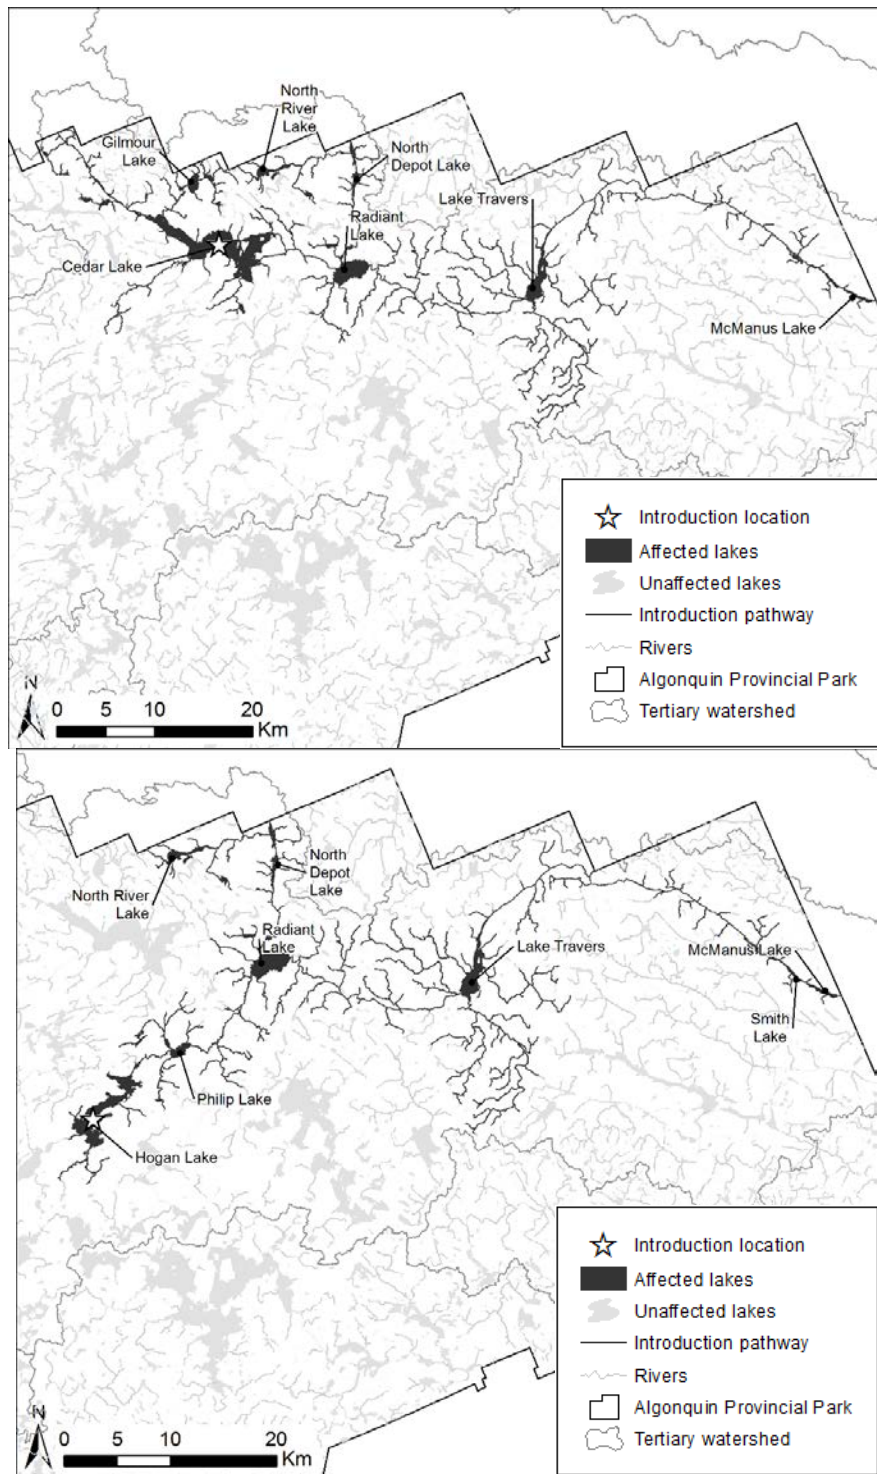 North
River
Lake
Gilmour
Lake
North
Depot Lake
Lake Travers
Radiant
Lake
Cedar Lake
McManus Lake
Introduction location
Affected lakes
Unaffected lakes
Introduction pathway
Rivers
Algonquin Provincial Park
Tertiary watershed
N
0 5 10 20
Km
North
Depot
Lake
North River
Lake
Radiant
Lake
Lake Travers
McManus Lake
Smith
Lake
Philip Lake
Hogan Lake
Introduction location
Affected lakes
Unaffected lakes
Introduction pathway
Rivers
Algonquin Provincial Park
Tertiary watershed
N
0 5 10 20
Km